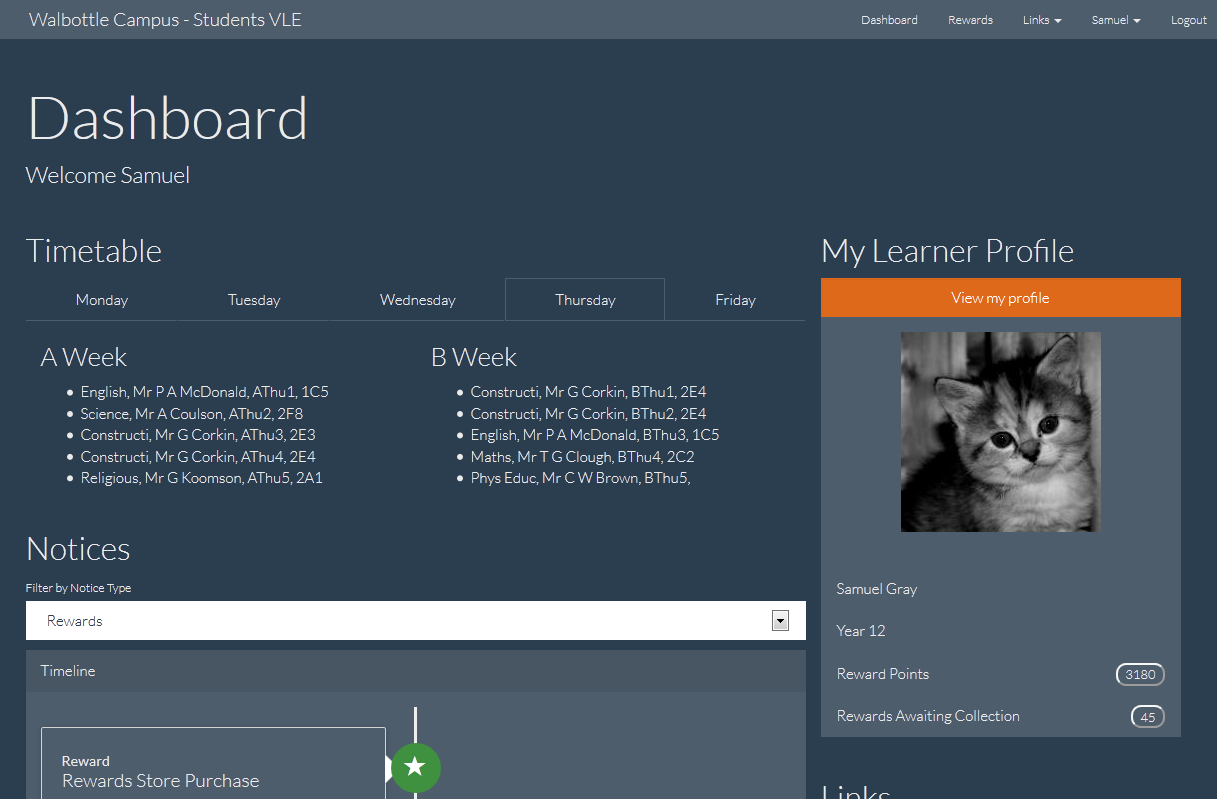 Walbottle Campus - Students VLE
Dashboard
Rewards
Links
Samuel
Logout
Dashboard
Welcome Samuel
Timetable
Monday
Tuesday
Wednesday
Thursday
Friday
A Week
English, Mr P A McDonald, AThu1, 1C5
Science, Mr A Coulson, AThu2, 2F8
Constructi, Mr G Corkin, AThu3, 2E3
Constructi, Mr G Corkin, AThu4, 2E4
Religious, Mr G Koomson, AThu5, 2A1
B Week
Constructi, Mr G Corkin, BThu1, 2E4
Constructi, Mr G Corkin, BThu2, 2E4
English, Mr P A McDonald, BThu3, 1C5
Maths, Mr T G Clough, BThu4, 2C2
Phys Educ, Mr C W Brown, BThu5,
Notices
Filter by Notice Type
Rewards
Timeline
Reward
Rewards Store Purchase
My Learner Profile
View my profile
Samuel Gray
Year 12
Reward Points 3180
Rewards Awaiting Collection 45
Links